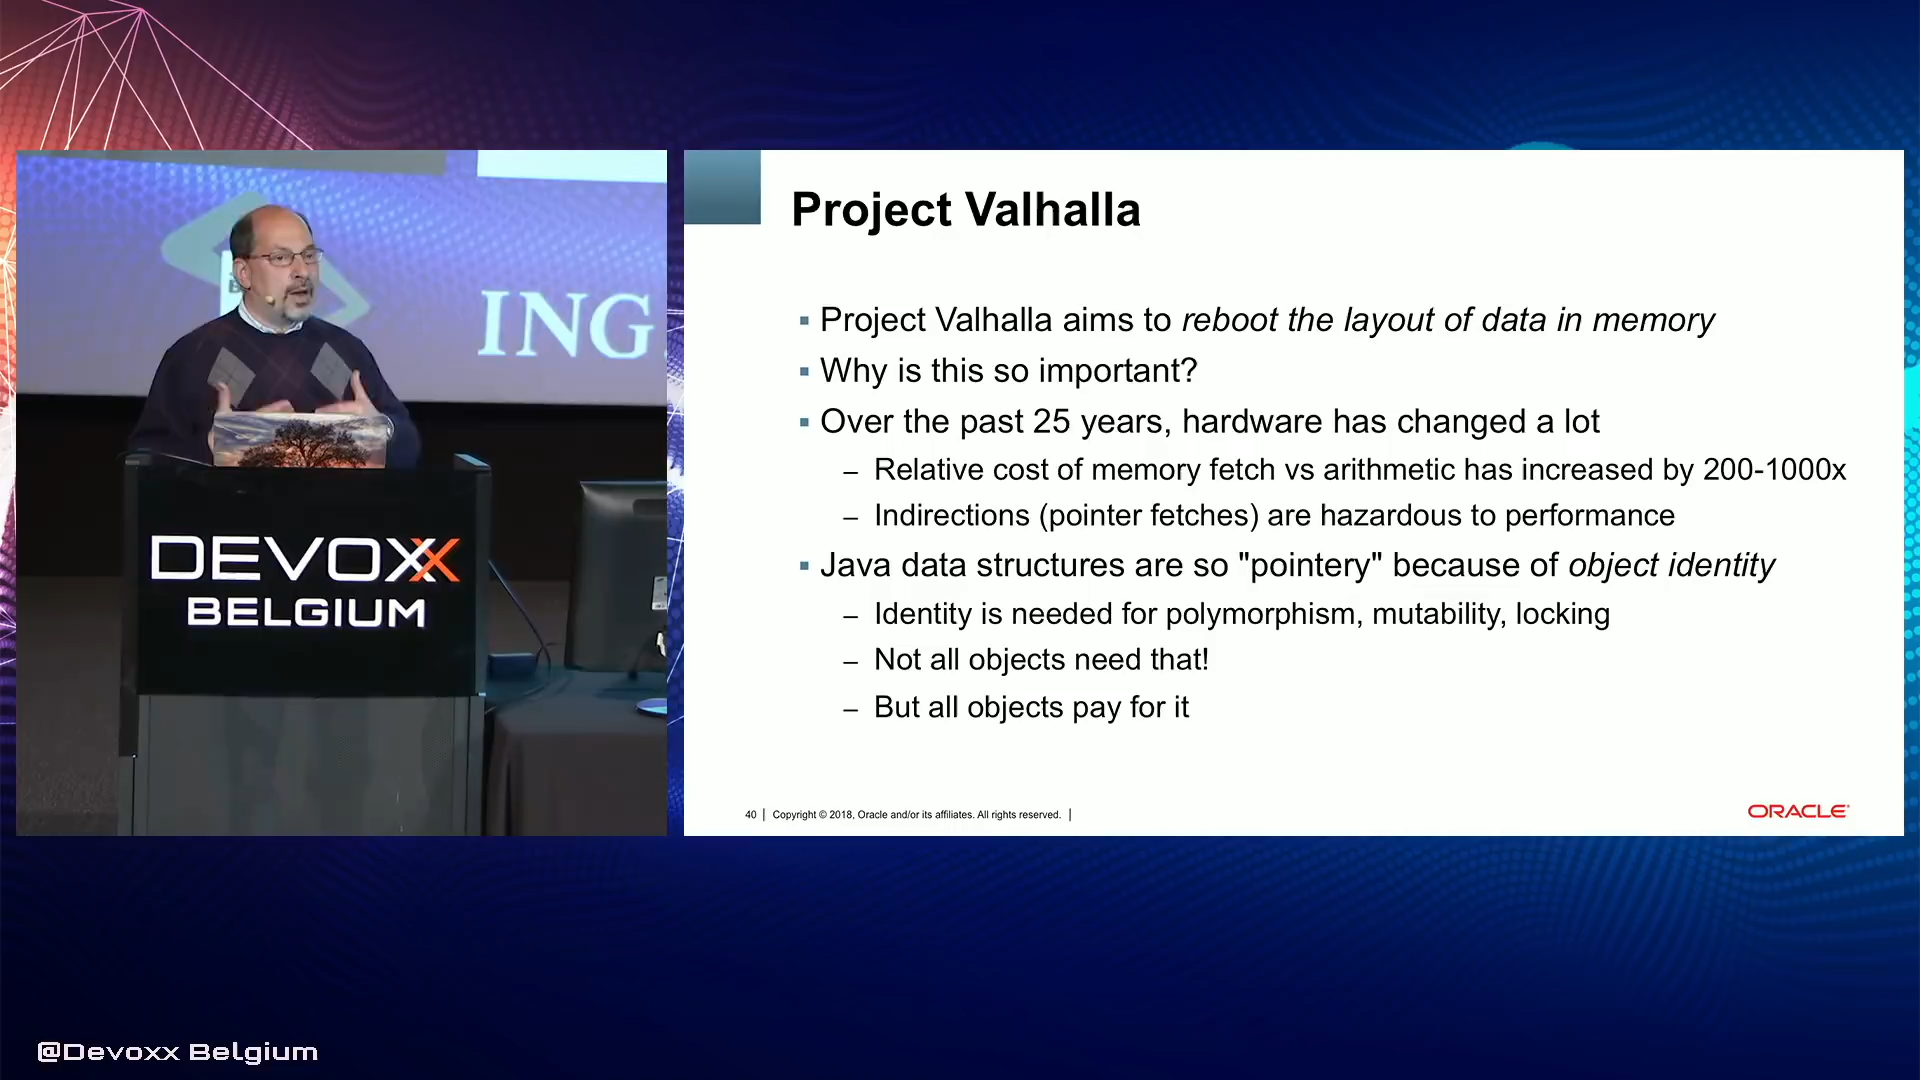 ING
DEVOXX
BELGIUM
Project Valhalla
▪ Project Valhalla aims to reboot the layout of data in memory
▪ Why is this so important?
▪ Over the past 25 years, hardware has changed a lot
– Relative cost of memory fetch vs arithmetic has increased by 200-1000x
– Indirections (pointer fetches) are hazardous to performance
▪ Java data structures are so "pointery" because of object identity
– Identity is needed for polymorphism, mutability, locking
– Not all objects need that!
– But all objects pay for it
40 | Copyright © 2018, Oracle and/or its affiliates. All rights reserved. |
ORACLE
@Devoxx Belgium